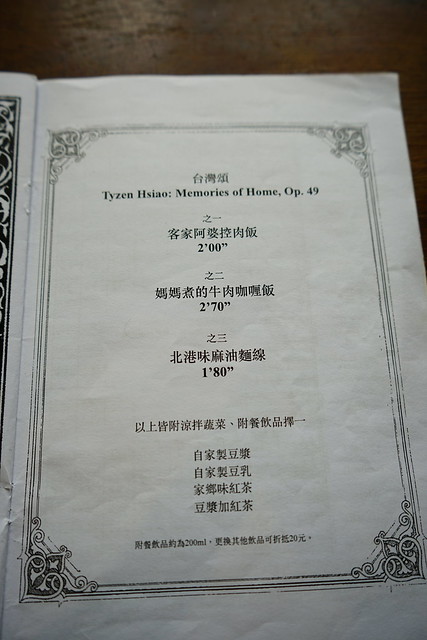 台灣頌
Tyzen Hsiao: Memories of Home, Op. 49
之一
客家阿婆控肉飯
2’00”
之二
媽媽煮的牛肉咖喱飯
2’70”
之三
北港味麻油麵線
1’80”
以上皆附涼拌蔬菜、附餐飲品擇一
自家製豆漿
自家製豆乳
家鄉味紅茶
豆漿加紅茶
附餐飲品約為200ml，更換其他飲品可折抵20元。